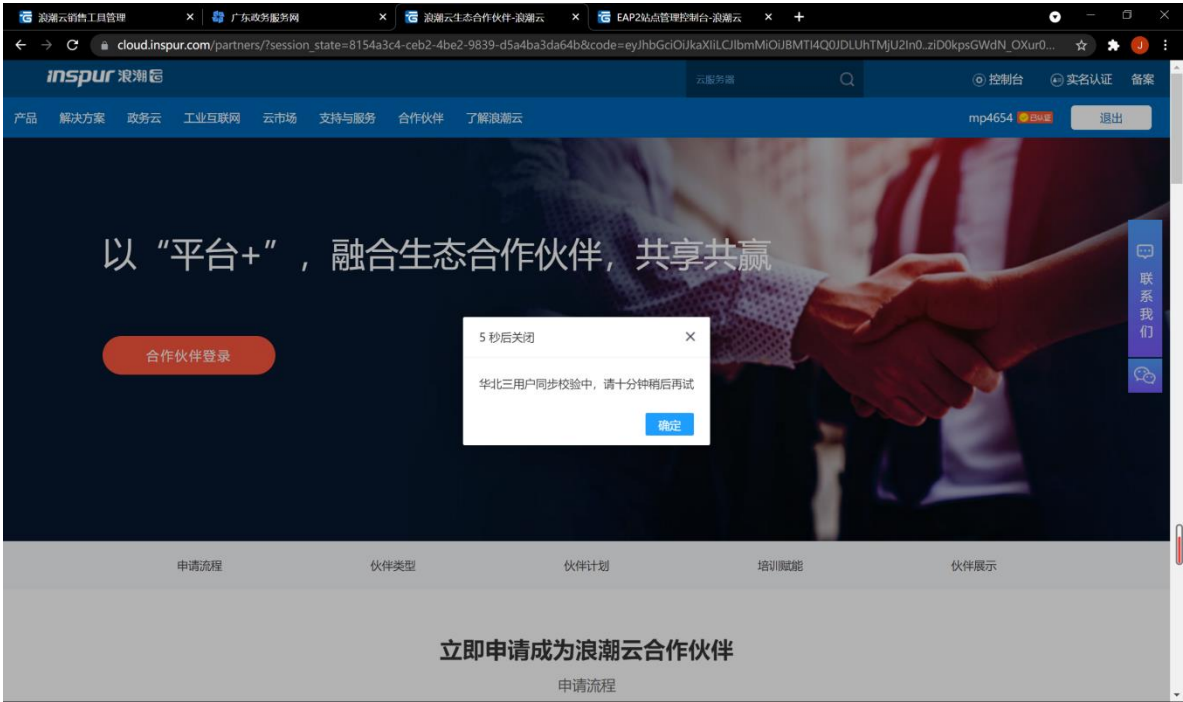 浪潮云销售工具管理
广东政务服务网
浪潮云生态合作伙伴-浪潮云
EAP2站点管理控制台-浪潮云
cloud.inspur.com/partners/?session_state=8154a3c4-ceb2-4be2-9839-d5a4ba3da64b&code=eyJhbGciOiJkaXIiLCJlbmMiOiJBMTI4Q0JDLUhTMjU2In0..ziD0kpsGWdN_OXur0...
J
inspur 浪潮
云服务器
控制台
实名认证
备案
产品
解决方案
政务云
工业互联网
云市场
支持与服务
合作伙伴
了解浪潮云
mp4654
已认证
退出
以“平台+”，融合生态合作伙伴，共享共赢
合作伙伴登录
5 秒后关闭
华北三用户同步校验中，请十分钟稍后再试
确定
联系我们
申请流程
伙伴类型
伙伴计划
培训赋能
伙伴展示
立即申请成为浪潮云合作伙伴
申请流程